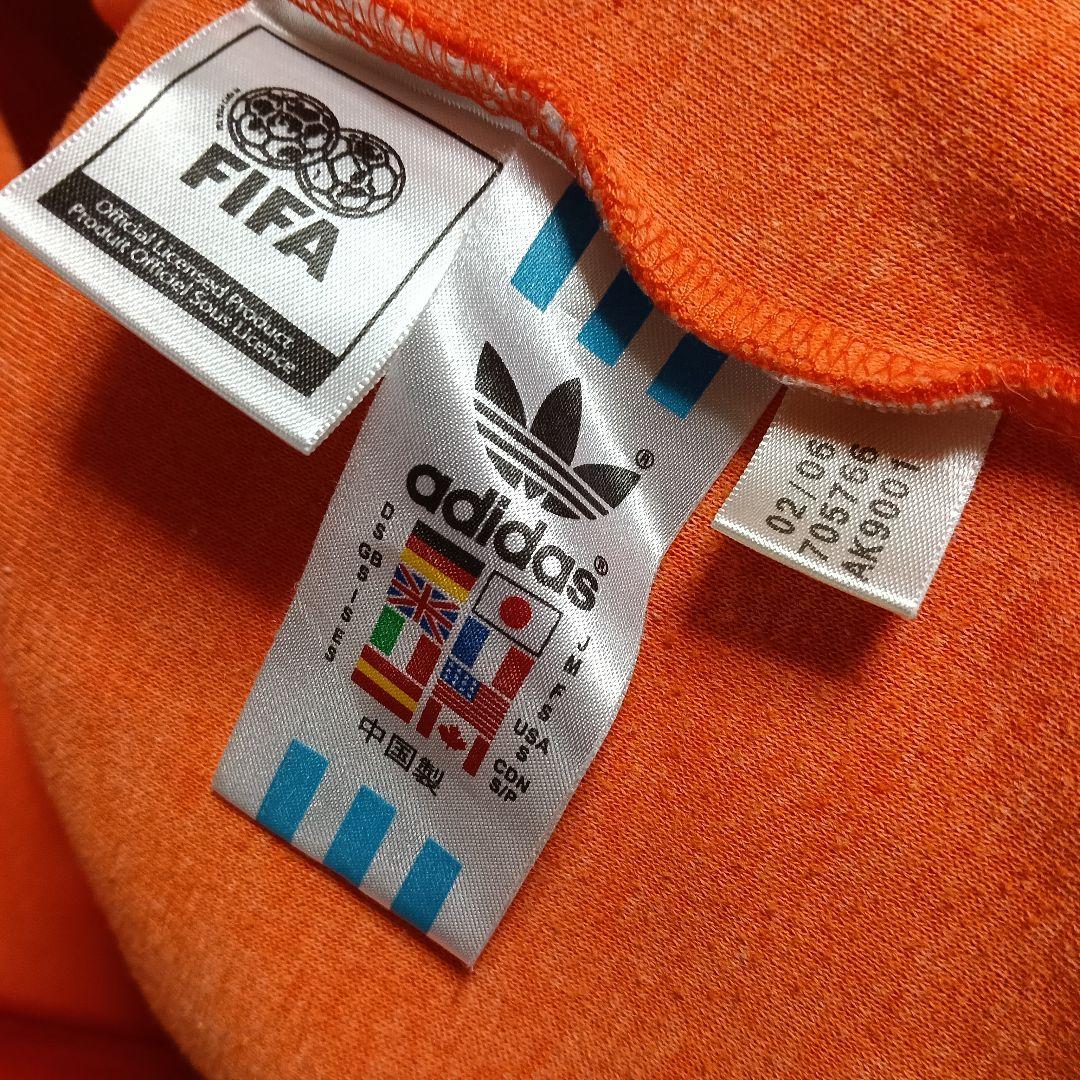 FIFA
Official Licensed Product
Produit Officiel Sous Licence
adidas®
D S
GB S
I S
E S
J M
F S
USA S
CDN S/P
中国製
02/06
705766
AK9001